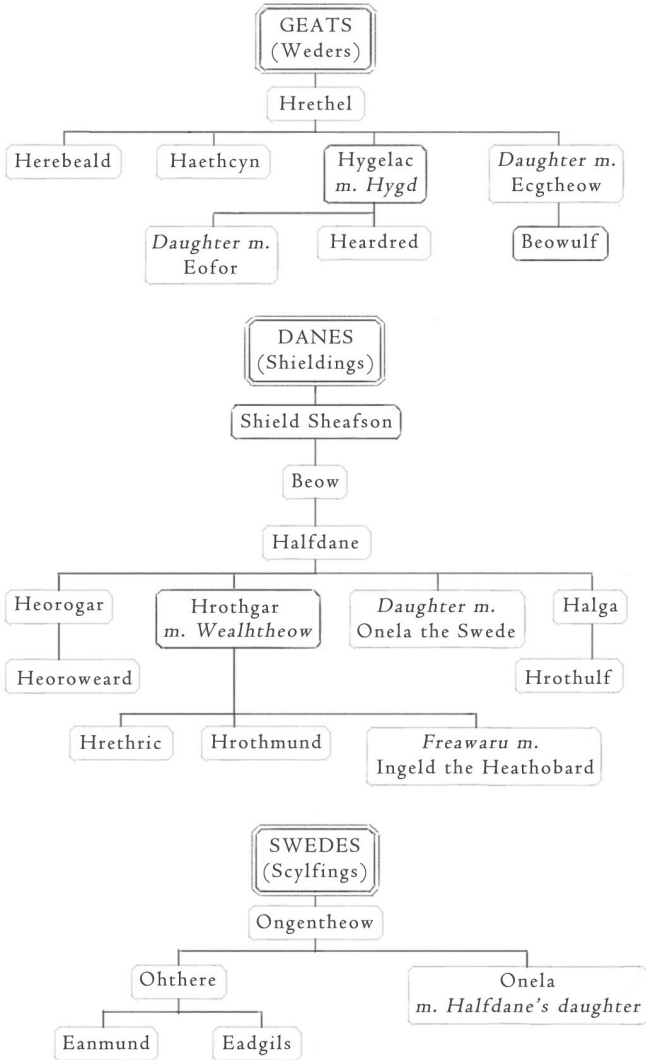 GEATS
(Weders)
Hrethel
Herebeald
Haethcyn
Hygelac
m. Hygd
Daughter m.
Ecgtheow
Daughter m.
Eofor
Heardred
Beowulf
DANES
(Shieldings)
Shield Sheafson
Beow
Halfdane
Heorogar
Hrothgar
m. Wealhtheow
Daughter m.
Onela the Swede
Halga
Heoroweard
Hrothulf
Hrethric
Hrothmund
Freawaru m.
Ingeld the Heathobard
SWEDES
(Scylfings)
Ongentheow
Ohthere
Onela
m. Halfdane's daughter
Eanmund
Eadgils